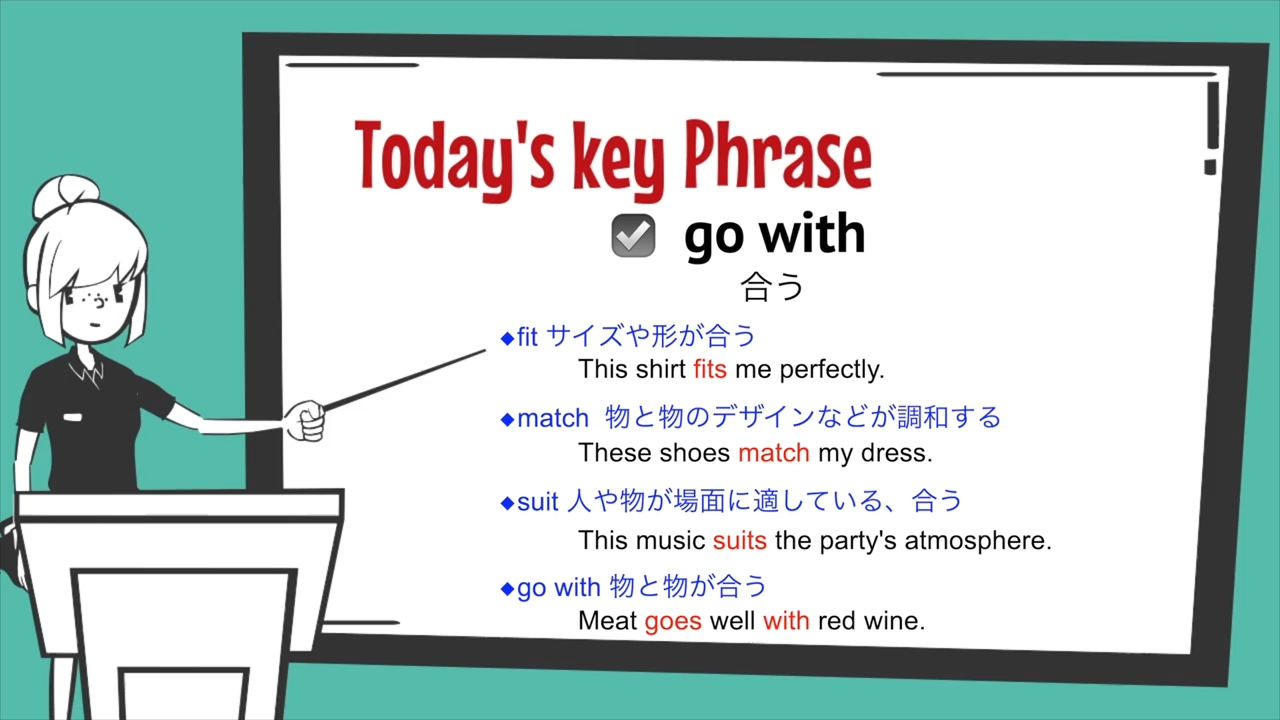 Today's key Phrase
go with
合う
◆fit サイズや形が合う
This shirt fits me perfectly.
◆match 物と物のデザインなどが調和する
These shoes match my dress.
◆suit 人や物が場面に適している、合う
This music suits the party's atmosphere.
◆go with 物と物が合う
Meat goes well with red wine.